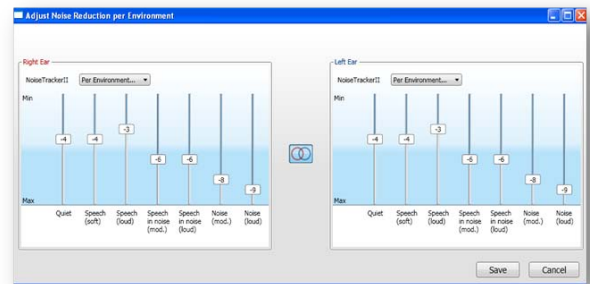 Adjust Noise Reduction per Environment
Right Ear
NoiseTrackerII Per Environment...
Min
-4 -4 -3 -6 -6 -8 -9
Max
Quiet Speech (soft) Speech (loud) Speech in noise (mod.) Speech in noise (loud) Noise (mod.) Noise (loud)
Left Ear
NoiseTrackerII Per Environment...
Min
-4 -4 -3 -6 -6 -8 -9
Max
Quiet Speech (soft) Speech (loud) Speech in noise (mod.) Speech in noise (loud) Noise (mod.) Noise (loud)
Save Cancel